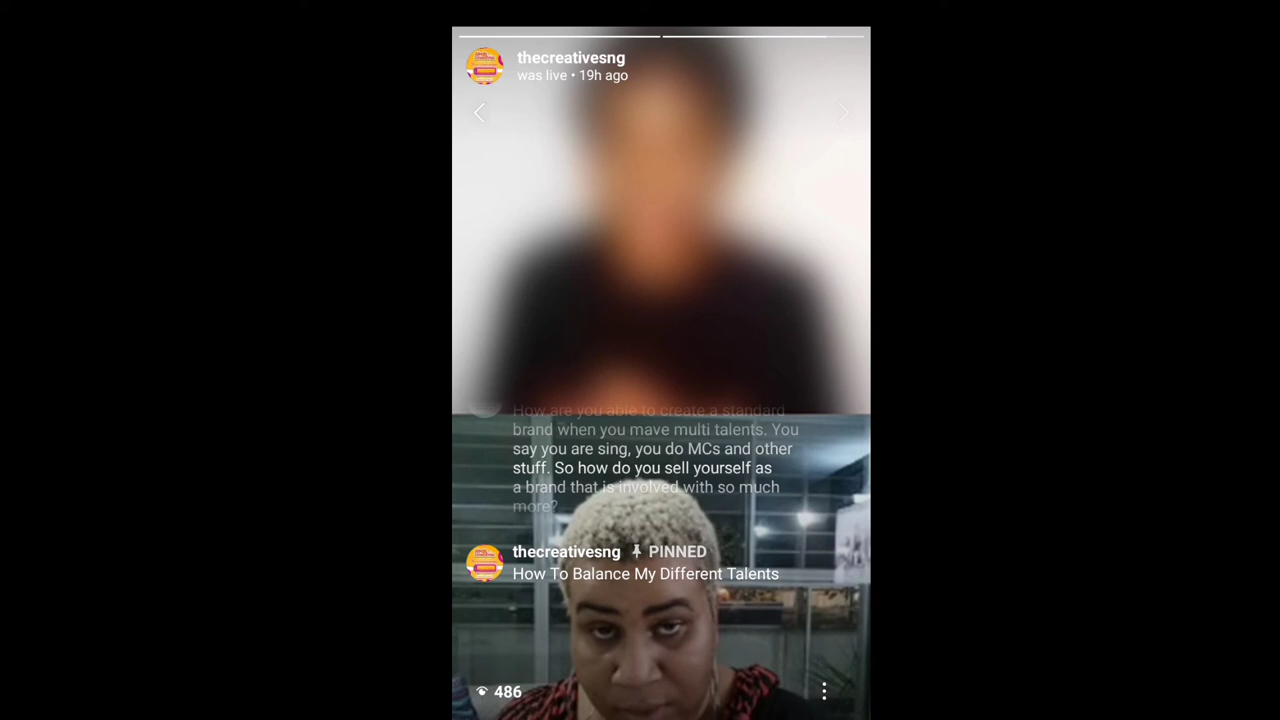 thecreativesng
was live • 19h ago
How are you able to create a standard
brand when you mave multi talents. You
say you are sing, you do MCs and other
stuff. So how do you sell yourself as
a brand that is involved with so much
more?
thecreativesng PINNED
How To Balance My Different Talents
486